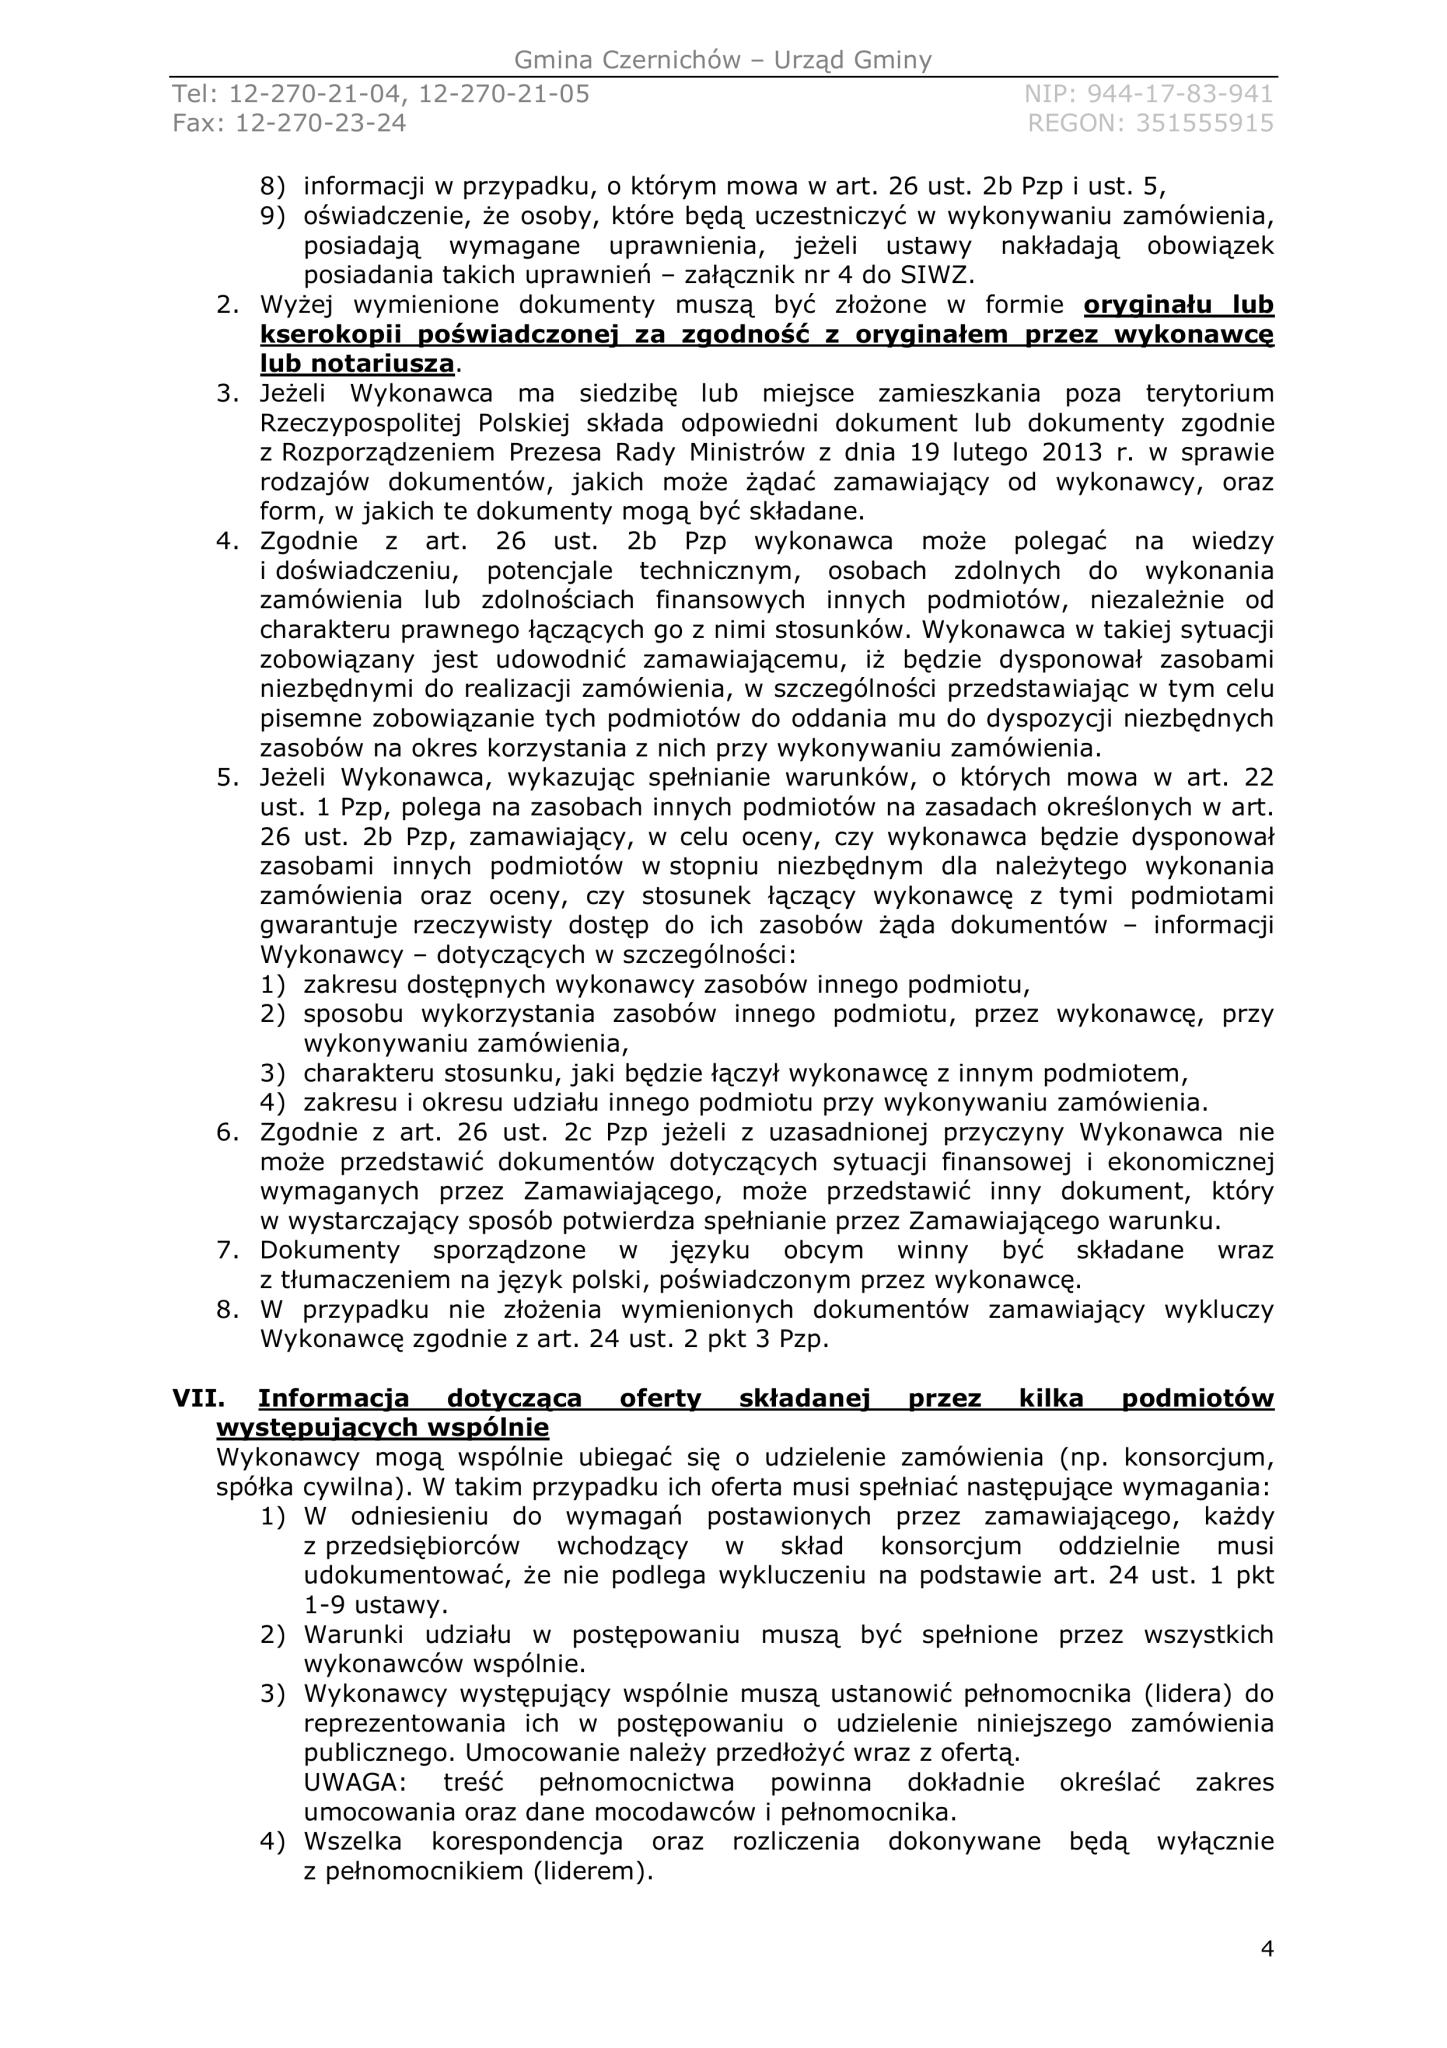 Gmina Czernichów – Urząd Gminy
Tel: 12-270-21-04, 12-270-21-05 NIP: 944-17-83-941
Fax: 12-270-23-24 REGON: 351555915
8) informacji w przypadku, o którym mowa w art. 26 ust. 2b Pzp i ust. 5,
9) oświadczenie, że osoby, które będą uczestniczyć w wykonywaniu zamówienia,
posiadają wymagane uprawnienia, jeżeli ustawy nakładają obowiązek
posiadania takich uprawnień – załącznik nr 4 do SIWZ.
2. Wyżej wymienione dokumenty muszą być złożone w formie oryginału lub
kserokopii poświadczonej za zgodność z oryginałem przez wykonawcę
lub notariusza.
3. Jeżeli Wykonawca ma siedzibę lub miejsce zamieszkania poza terytorium
Rzeczypospolitej Polskiej składa odpowiedni dokument lub dokumenty zgodnie
z Rozporządzeniem Prezesa Rady Ministrów z dnia 19 lutego 2013 r. w sprawie
rodzajów dokumentów, jakich może żądać zamawiający od wykonawcy, oraz
form, w jakich te dokumenty mogą być składane.
4. Zgodnie z art. 26 ust. 2b Pzp wykonawca może polegać na wiedzy
i doświadczeniu, potencjale technicznym, osobach zdolnych do wykonania
zamówienia lub zdolnościach finansowych innych podmiotów, niezależnie od
charakteru prawnego łączących go z nimi stosunków. Wykonawca w takiej sytuacji
zobowiązany jest udowodnić zamawiającemu, iż będzie dysponował zasobami
niezbędnymi do realizacji zamówienia, w szczególności przedstawiając w tym celu
pisemne zobowiązanie tych podmiotów do oddania mu do dyspozycji niezbędnych
zasobów na okres korzystania z nich przy wykonywaniu zamówienia.
5. Jeżeli Wykonawca, wykazując spełnianie warunków, o których mowa w art. 22
ust. 1 Pzp, polega na zasobach innych podmiotów na zasadach określonych w art.
26 ust. 2b Pzp, zamawiający, w celu oceny, czy wykonawca będzie dysponował
zasobami innych podmiotów w stopniu niezbędnym dla należytego wykonania
zamówienia oraz oceny, czy stosunek łączący wykonawcę z tymi podmiotami
gwarantuje rzeczywisty dostęp do ich zasobów żąda dokumentów – informacji
Wykonawcy – dotyczących w szczególności:
1) zakresu dostępnych wykonawcy zasobów innego podmiotu,
2) sposobu wykorzystania zasobów innego podmiotu, przez wykonawcę, przy
wykonywaniu zamówienia,
3) charakteru stosunku, jaki będzie łączył wykonawcę z innym podmiotem,
4) zakresu i okresu udziału innego podmiotu przy wykonywaniu zamówienia.
6. Zgodnie z art. 26 ust. 2c Pzp jeżeli z uzasadnionej przyczyny Wykonawca nie
może przedstawić dokumentów dotyczących sytuacji finansowej i ekonomicznej
wymaganych przez Zamawiającego, może przedstawić inny dokument, który
w wystarczający sposób potwierdza spełnianie przez Zamawiającego warunku.
7. Dokumenty sporządzone w języku obcym winny być składane wraz
z tłumaczeniem na język polski, poświadczonym przez wykonawcę.
8. W przypadku nie złożenia wymienionych dokumentów zamawiający wykluczy
Wykonawcę zgodnie z art. 24 ust. 2 pkt 3 Pzp.
VII. Informacja dotycząca oferty składanej przez kilka podmiotów
występujących wspólnie
Wykonawcy mogą wspólnie ubiegać się o udzielenie zamówienia (np. konsorcjum,
spółka cywilna). W takim przypadku ich oferta musi spełniać następujące wymagania:
1) W odniesieniu do wymagań postawionych przez zamawiającego, każdy
z przedsiębiorców wchodzący w skład konsorcjum oddzielnie musi
udokumentować, że nie podlega wykluczeniu na podstawie art. 24 ust. 1 pkt
1-9 ustawy.
2) Warunki udziału w postępowaniu muszą być spełnione przez wszystkich
wykonawców wspólnie.
3) Wykonawcy występujący wspólnie muszą ustanowić pełnomocnika (lidera) do
reprezentowania ich w postępowaniu o udzielenie niniejszego zamówienia
publicznego. Umocowanie należy przedłożyć wraz z ofertą.
UWAGA: treść pełnomocnictwa powinna dokładnie określać zakres
umocowania oraz dane mocodawców i pełnomocnika.
4) Wszelka korespondencja oraz rozliczenia dokonywane będą wyłącznie
z pełnomocnikiem (liderem).
4